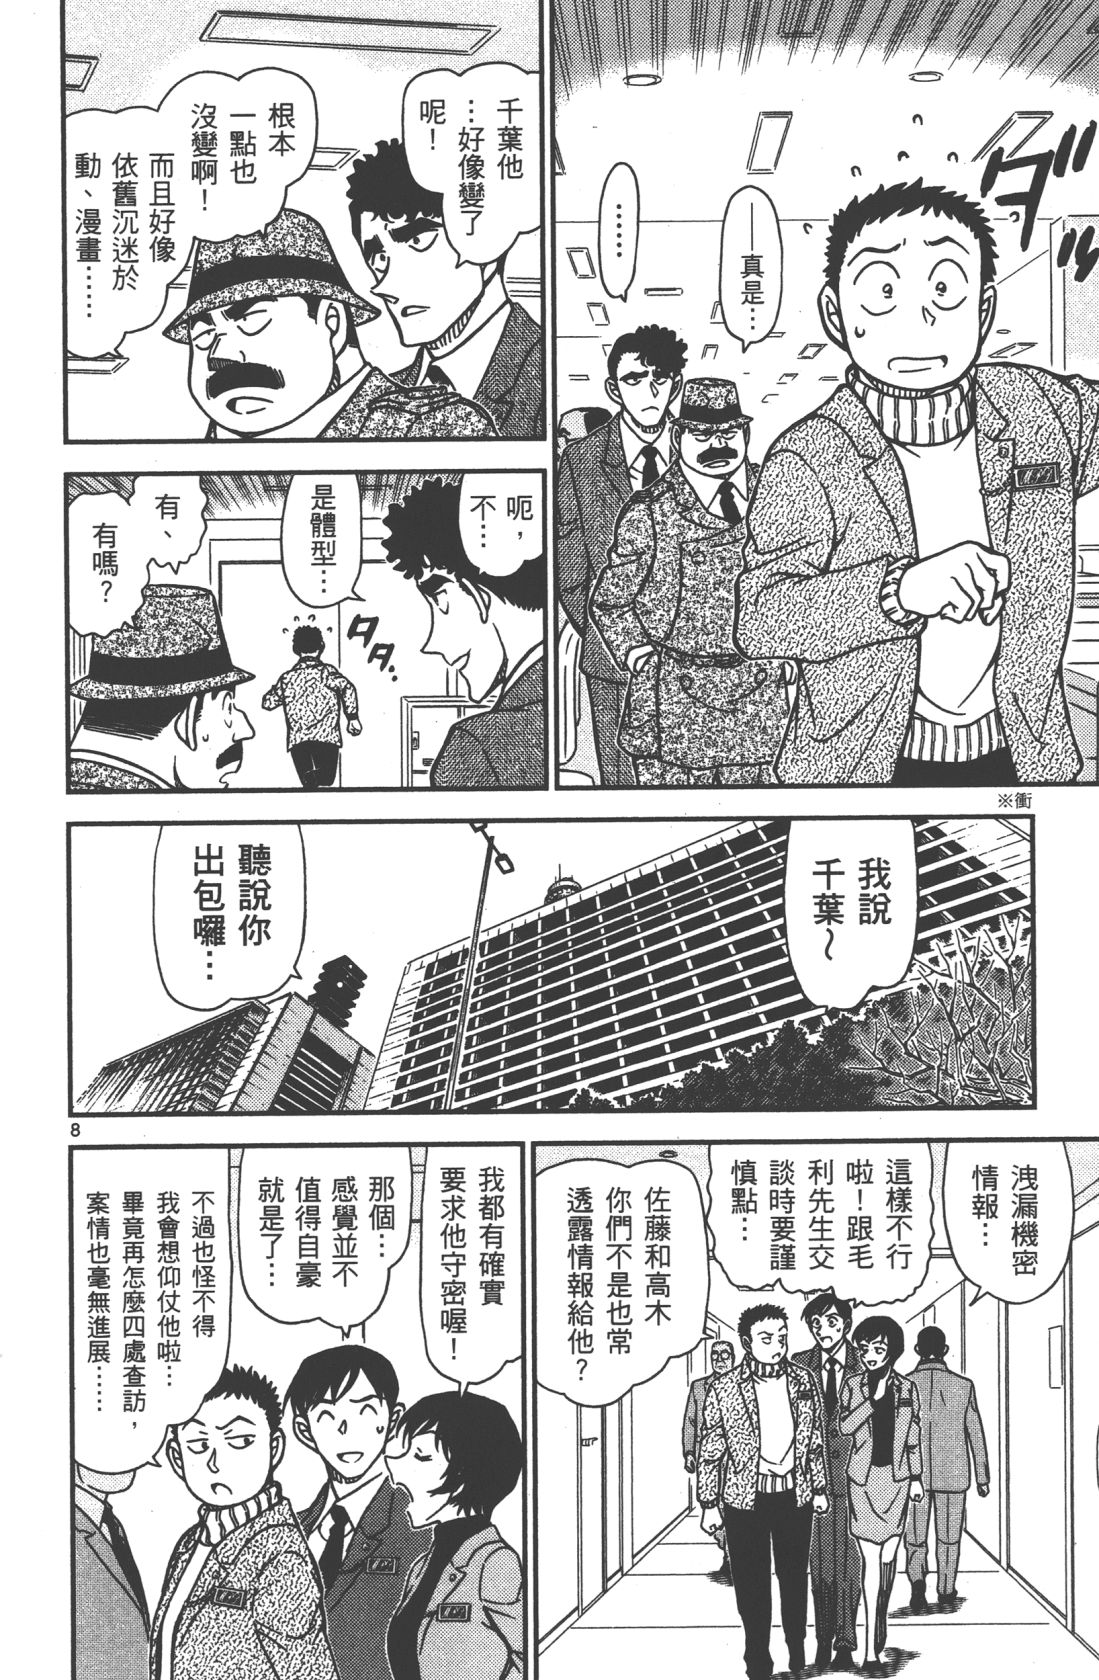 ダッ
——真是…
……
※衝
千葉他
…好像變了
呢！
根本
一點也
沒變啊！
而且好像
依舊沉迷於
動、漫畫……
呃，
不…
是體型…
タタ…
有、
有嗎？
我說
千葉～
聽說你
出包囉…
8
洩漏機密
情報…
這樣不行
啦！跟毛
利先生交
談時要謹
慎點…
佐藤和高木
你們不是也常
透露情報給他？
我都有確實
要求他守密喔！
那個…
感覺並不
值得自豪
就是了…
不過也怪不得
我會想仰仗他啦…
畢竟再怎麼四處查訪，
案情也毫無進展……